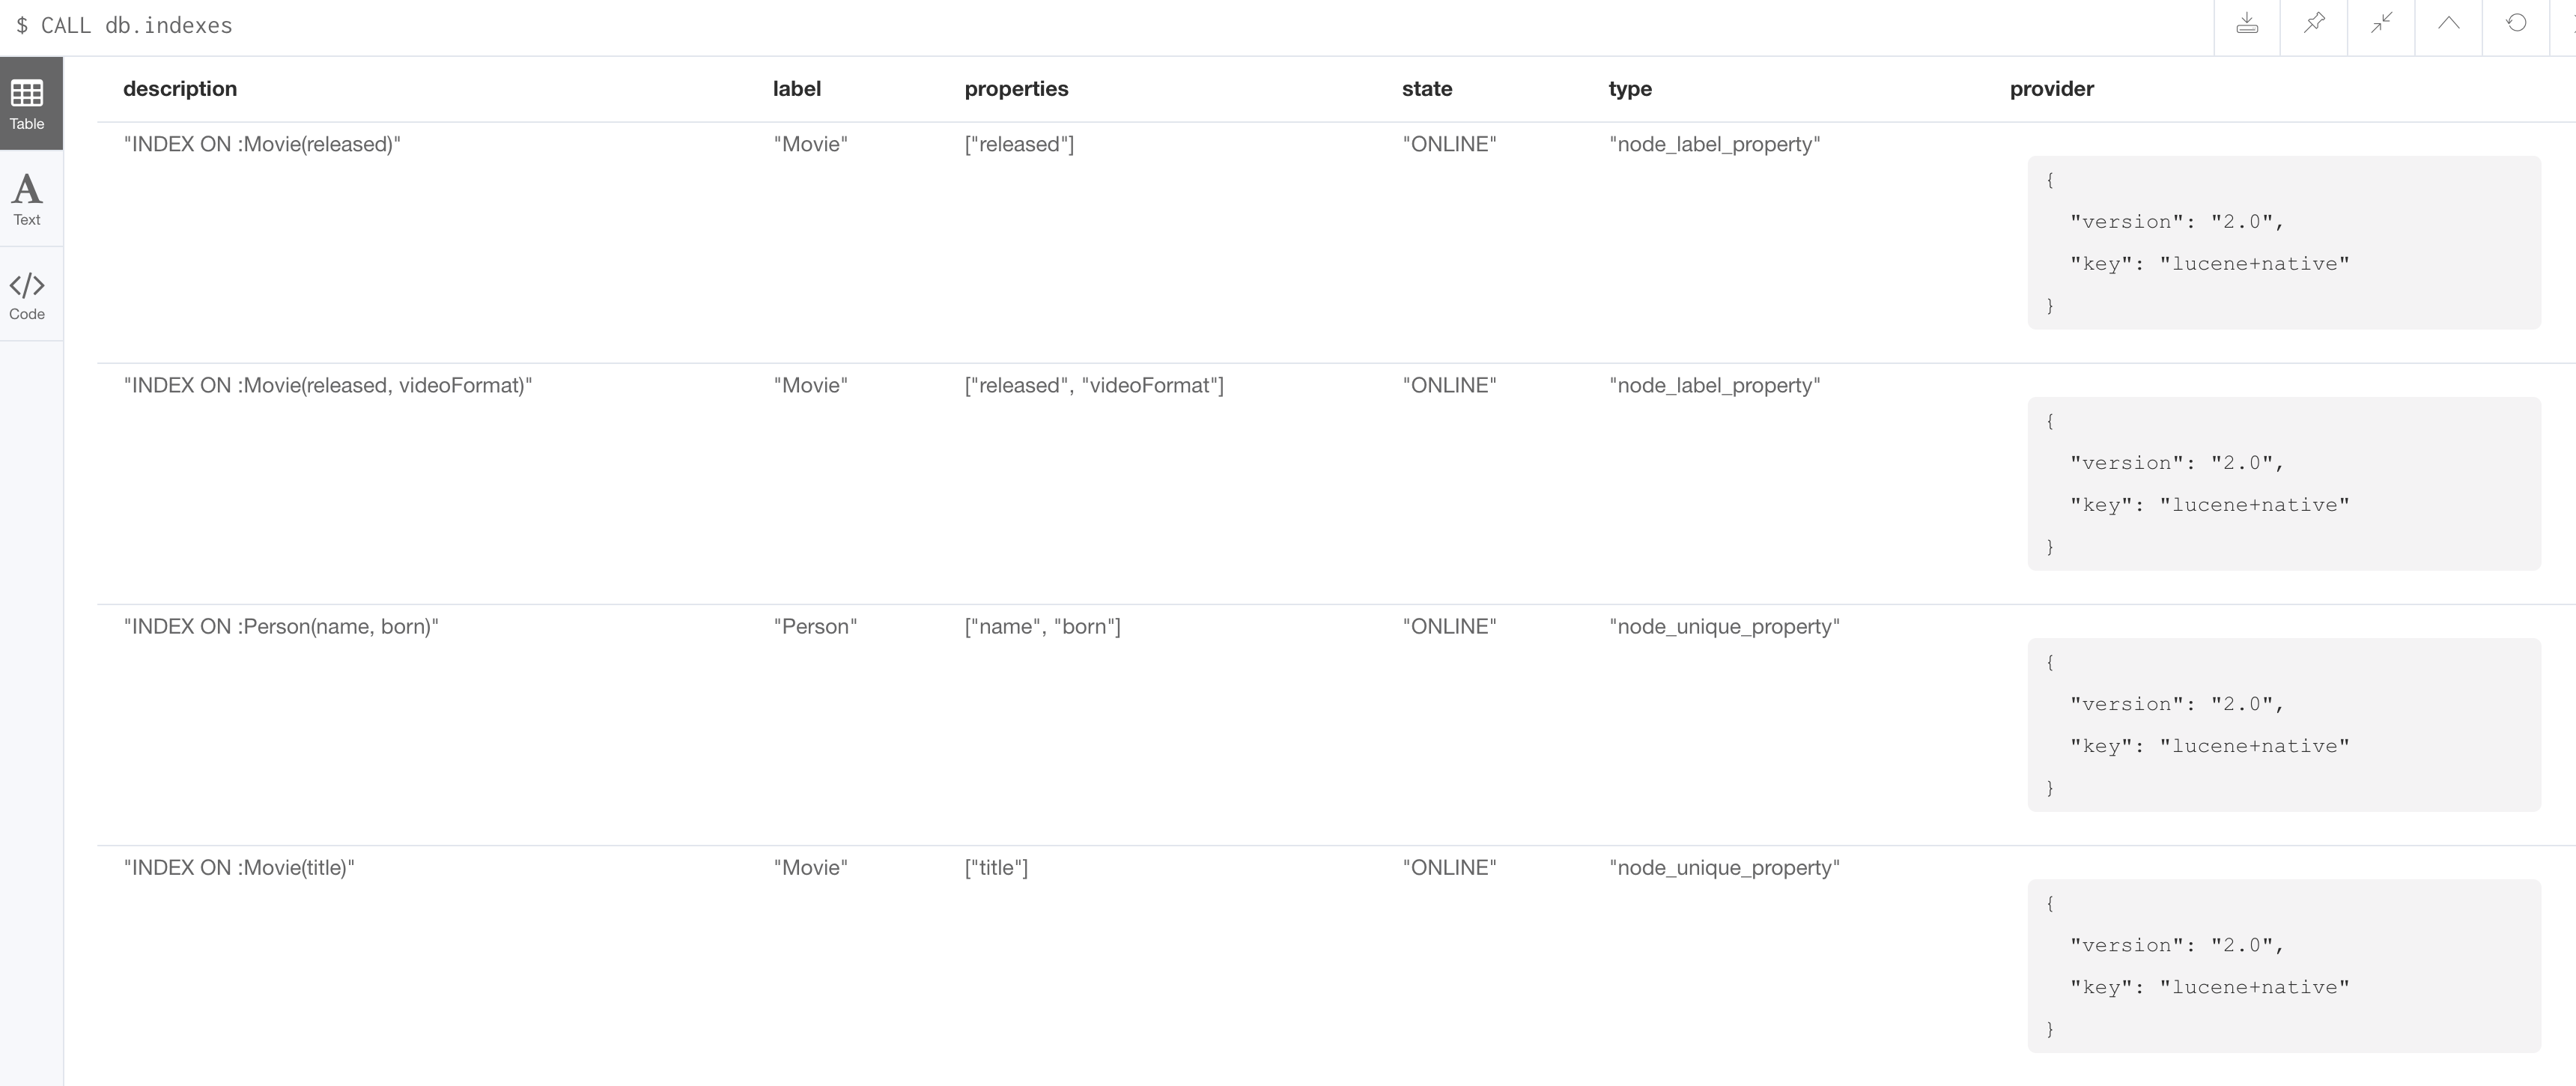 $ CALL db.indexes
Table
Text
Code
description label properties state type provider
"INDEX ON :Movie(released)" "Movie" ["released"] "ONLINE" "node_label_property"
{
"version": "2.0",
"key": "lucene+native"
}
"INDEX ON :Movie(released, videoFormat)" "Movie" ["released", "videoFormat"] "ONLINE" "node_label_property"
{
"version": "2.0",
"key": "lucene+native"
}
"INDEX ON :Person(name, born)" "Person" ["name", "born"] "ONLINE" "node_unique_property"
{
"version": "2.0",
"key": "lucene+native"
}
"INDEX ON :Movie(title)" "Movie" ["title"] "ONLINE" "node_unique_property"
{
"version": "2.0",
"key": "lucene+native"
}